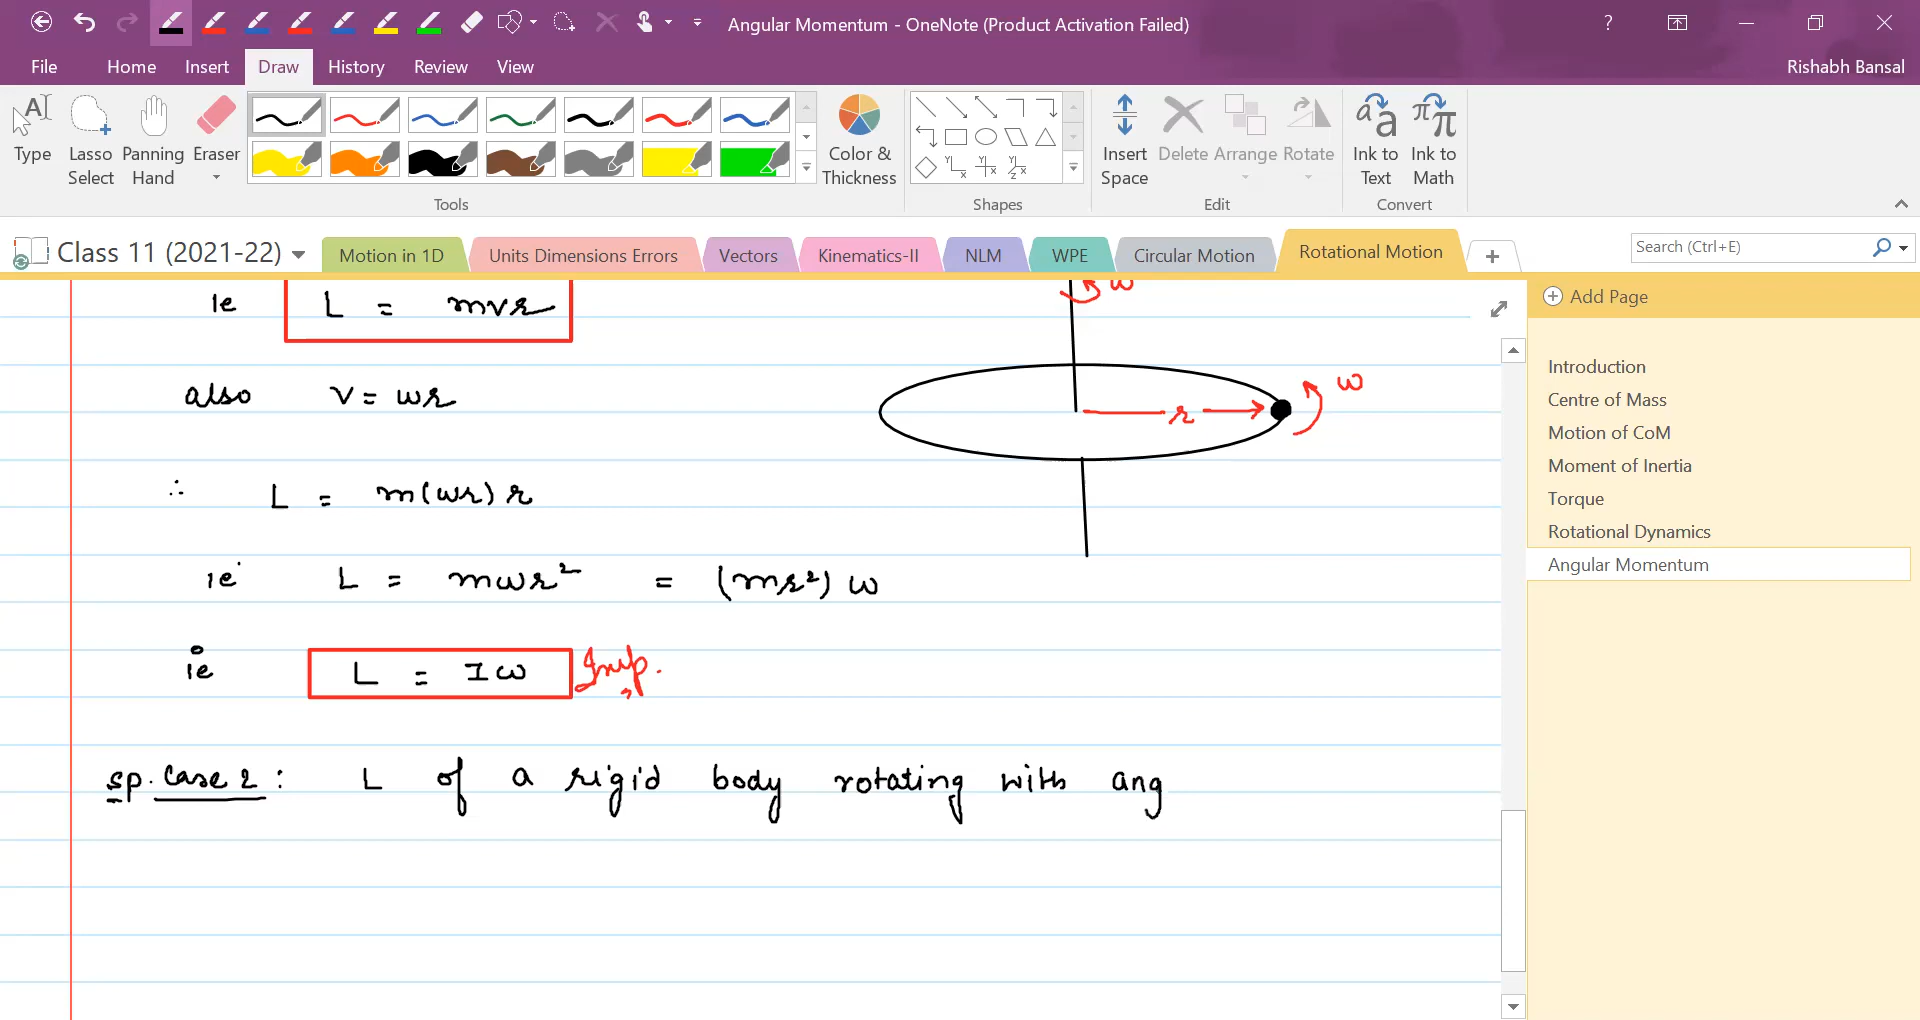 Angular Momentum - OneNote (Product Activation Failed)
?
File Home Insert Draw History Review View
Rishabh Bansal
Type
Lasso Select
Panning Hand
Eraser
Color & Thickness
Insert Space
Delete
Arrange
Rotate
Ink to Text
Ink to Math
Tools
Shapes
Edit
Convert
Class 11 (2021-22)
Motion in 1D
Units Dimensions Errors
Vectors
Kinematics-II
NLM
WPE
Circular Motion
Rotational Motion
Search (Ctrl+E)
Add Page
Introduction
Centre of Mass
Motion of CoM
Moment of Inertia
Torque
Rotational Dynamics
Angular Momentum
ie L = mvr
ω
also v = ωr
r
ω
∴ L = m(ωr) r
ie L = mωr² = (mr²) ω
ie L = Iω Imp.
sp. Case 2 : L of a rigid body rotating with ang